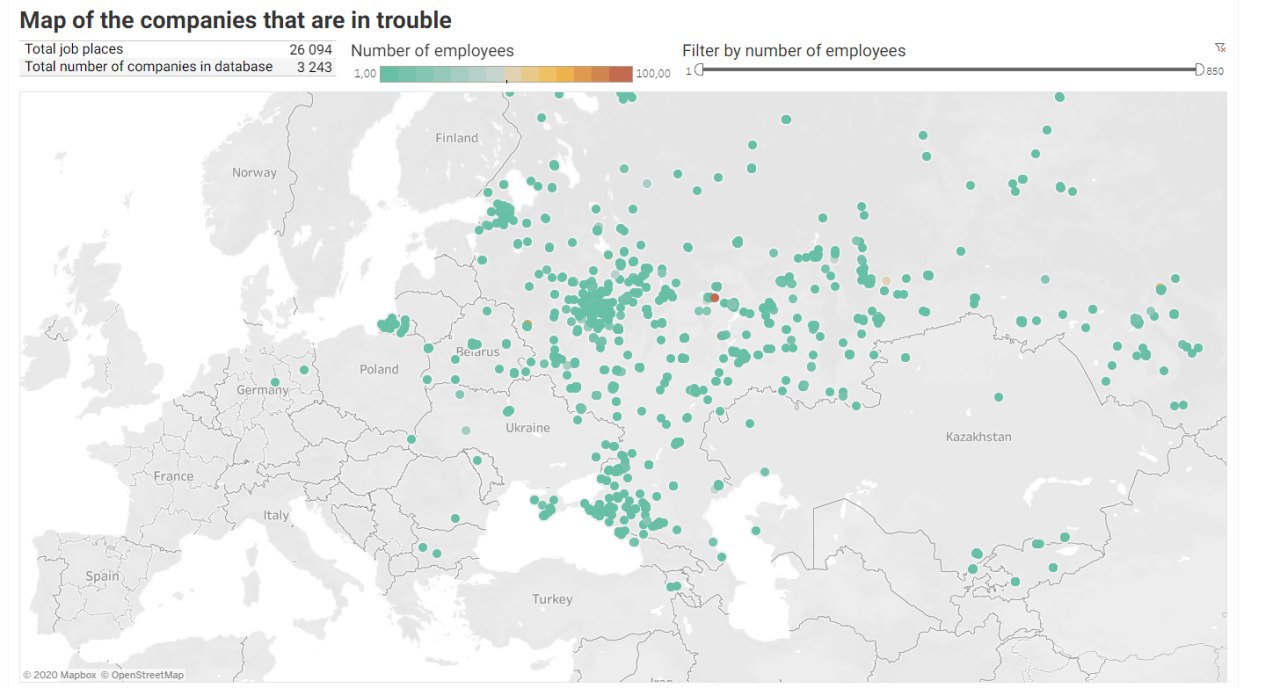 Map of the companies that are in trouble
Total job places 26 094
Total number of companies in database 3 243
Number of employees
1,00 100,00
Filter by number of employees
1 850
Finland
Norway
Belarus
Poland
Germany
Ukraine
Kazakhstan
France
Italy
Spain
Turkey
Iraq
© 2020 Mapbox © OpenStreetMap